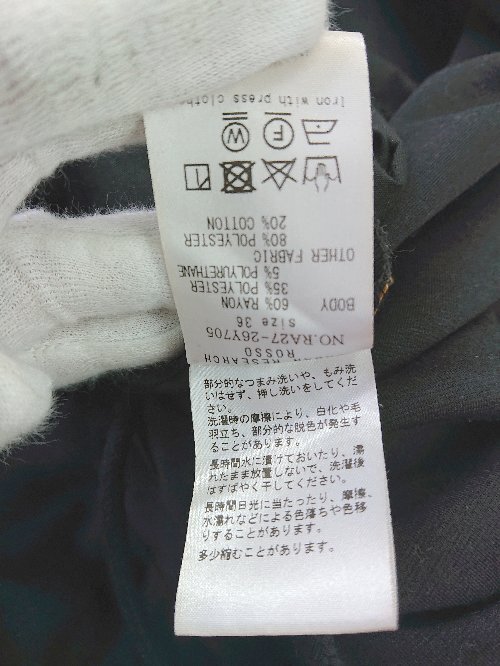 RESEARCH
ROSSO
NO.RA27-26Y705
size 36
BODY
60% RAYON
35% POLYESTER
5% POLYURETHANE
OTHER FABRIC
80% POLYESTER
20% COTTON
F W
Iron with press cloth
部分的なつまみ洗いや、もみ洗
いはせず、押し洗いをしてくだ
さい。
洗濯時の摩擦により、白化や毛
羽立ち、部分的な脱色が発生す
ることがあります。
長時間水に漬けておいたり、濡
れたまま放置しないで、洗濯後
はすばやく干してください。
長時間日光に当たったり、摩擦、
水濡れなどによる色落ちや色移
りすることがあります。
多少縮むことがあります。